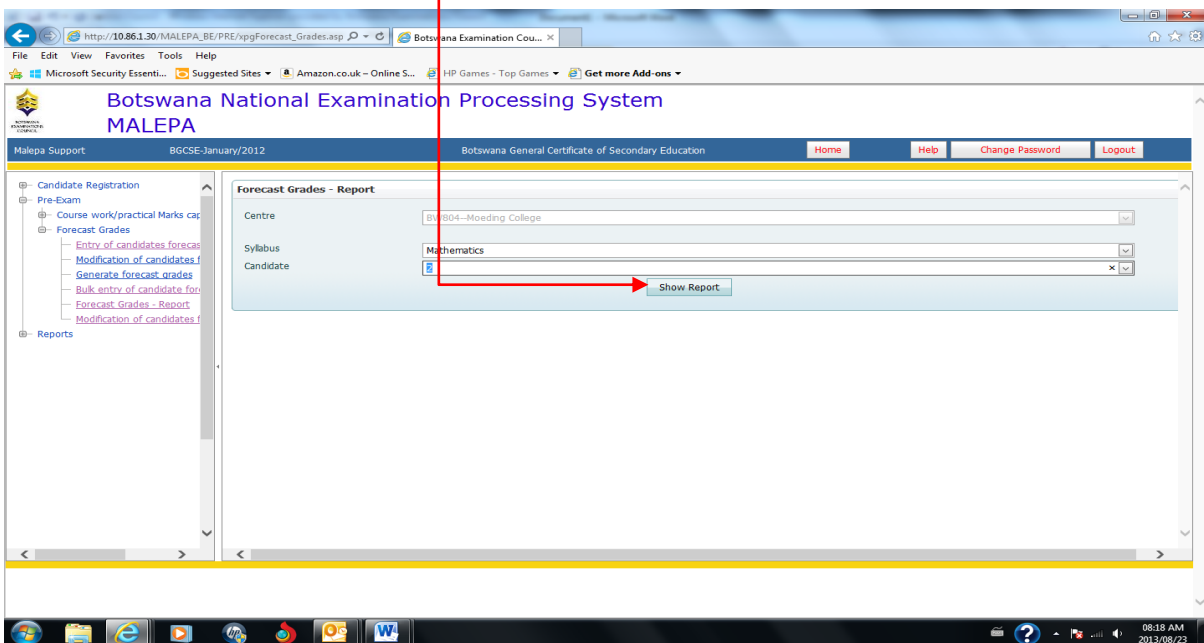 http://10.86.1.30/MALEPA_BE/PRE/xpgForecast_Grades.asp
Botswana Examination Cou...
File Edit View Favorites Tools Help
Microsoft Security Essenti... Suggested Sites Amazon.co.uk – Online S... HP Games - Top Games Get more Add-ons
Botswana National Examination Processing System
MALEPA
Malepa Support BGCSE-January/2012 Botswana General Certificate of Secondary Education Home Help Change Password Logout
Candidate Registration
Pre-Exam
Course work/practical Marks cap
Forecast Grades
Entry of candidates forecas
Modification of candidates f
Generate forecast grades
Bulk entry of candidate for
Forecast Grades - Report
Modification of candidates f
Reports
Forecast Grades - Report
Centre BW804--Moeding College
Syllabus Mathematics
Candidate 2
Show Report
08:18 AM
2013/08/23